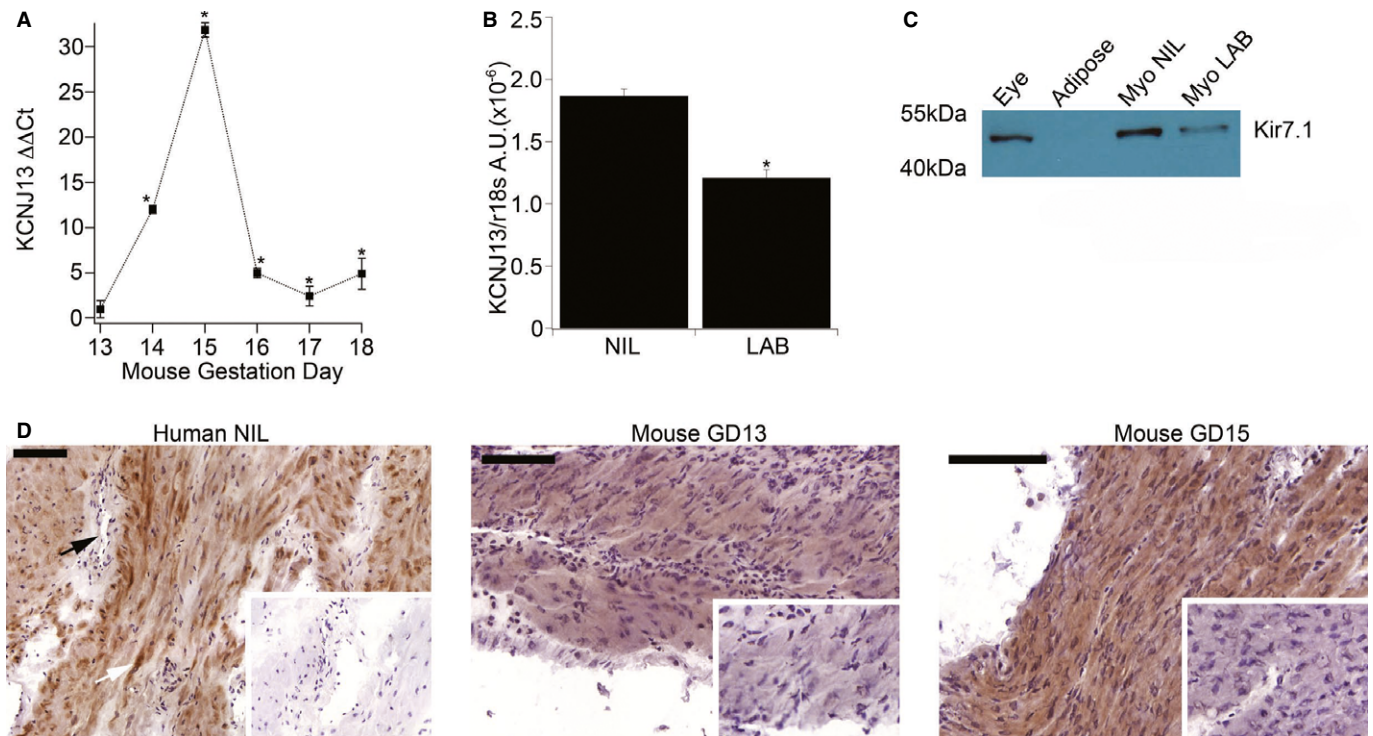 A
KCNJ13 ΔΔCt
30
25
20
15
10
5
0
*
*
*
*
*
13 14 15 16 17 18
Mouse Gestation Day
B
KCNJ13/r18s A.U.(x10⁻⁶)
2.5
2.0
1.5
1.0
0.5
0
*
NIL LAB
C
Eye Adipose Myo NIL Myo LAB
55kDa
40kDa
Kir7.1
D
Human NIL
Mouse GD13
Mouse GD15